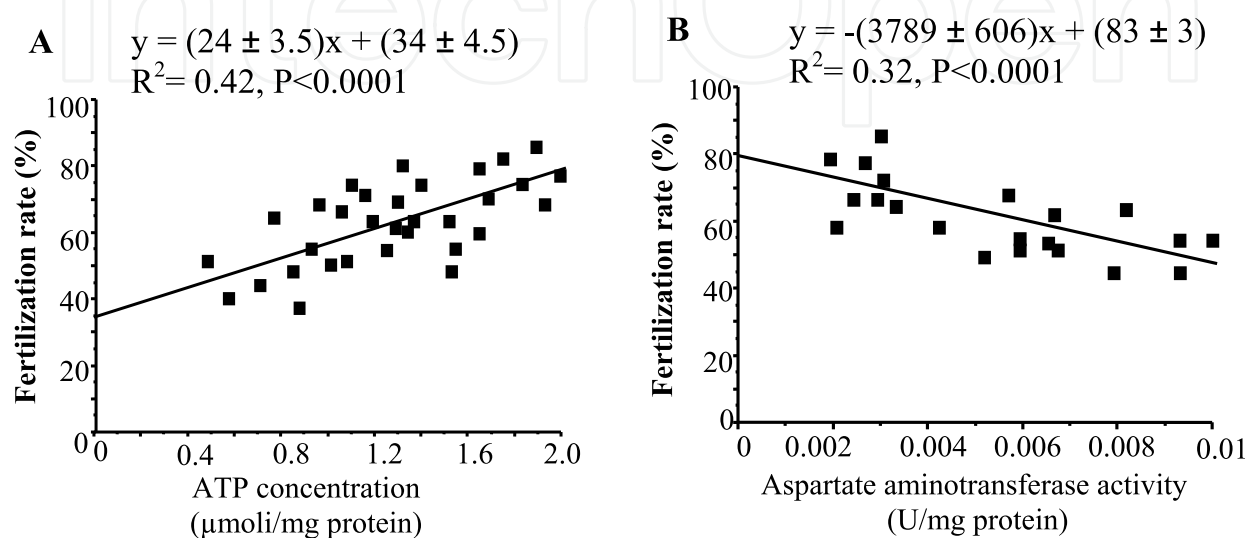 A
y = (24 ± 3.5)x + (34 ± 4.5)
R²= 0.42, P<0.0001
Fertilization rate (%)
100
80
60
40
20
0
0 0.4 0.8 1.2 1.6 2.0
ATP concentration
(µmoli/mg protein)
B
y = -(3789 ± 606)x + (83 ± 3)
R²= 0.32, P<0.0001
Fertilization rate (%)
100
80
60
40
20
0
0 0.002 0.004 0.006 0.008 0.01
Aspartate aminotransferase activity
(U/mg protein)
IntechOpen